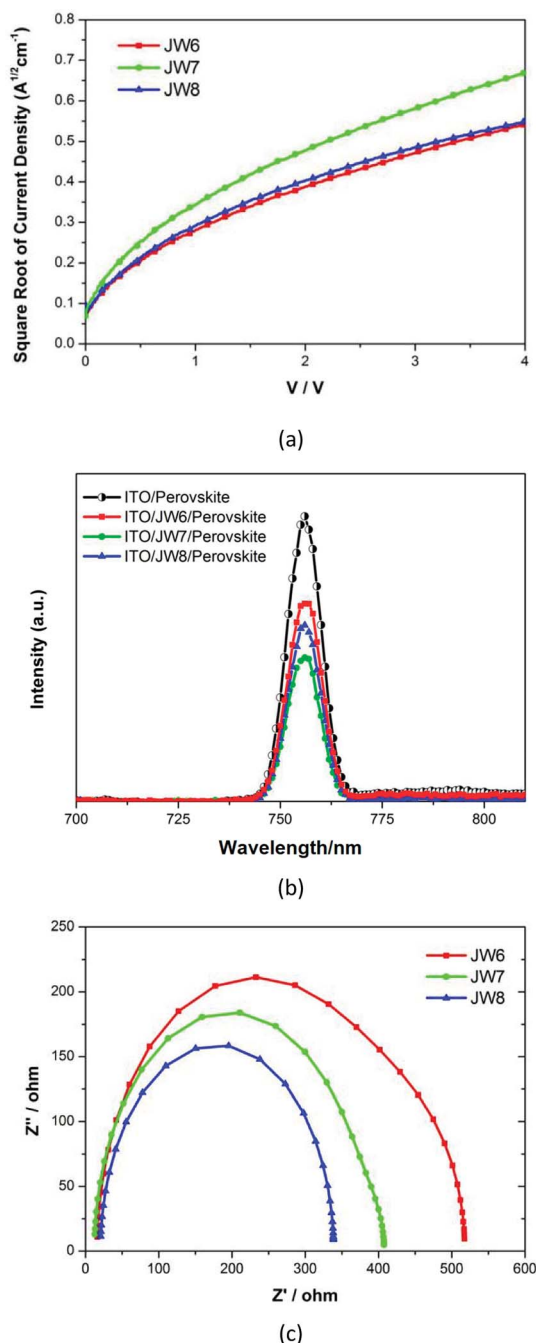 0.8
0.7
0.6
0.5
0.4
0.3
0.2
0.1
0.0
Square Root of Current Density (A^{1/2}cm^{-1})
JW6
JW7
JW8
0 1 2 3 4
V / V
(a)
Intensity (a.u.)
ITO/Perovskite
ITO/JW6/Perovskite
ITO/JW7/Perovskite
ITO/JW8/Perovskite
700 725 750 775 800
Wavelength/nm
(b)
250
200
150
100
50
0
Z'' / ohm
JW6
JW7
JW8
0 100 200 300 400 500 600
Z' / ohm
(c)